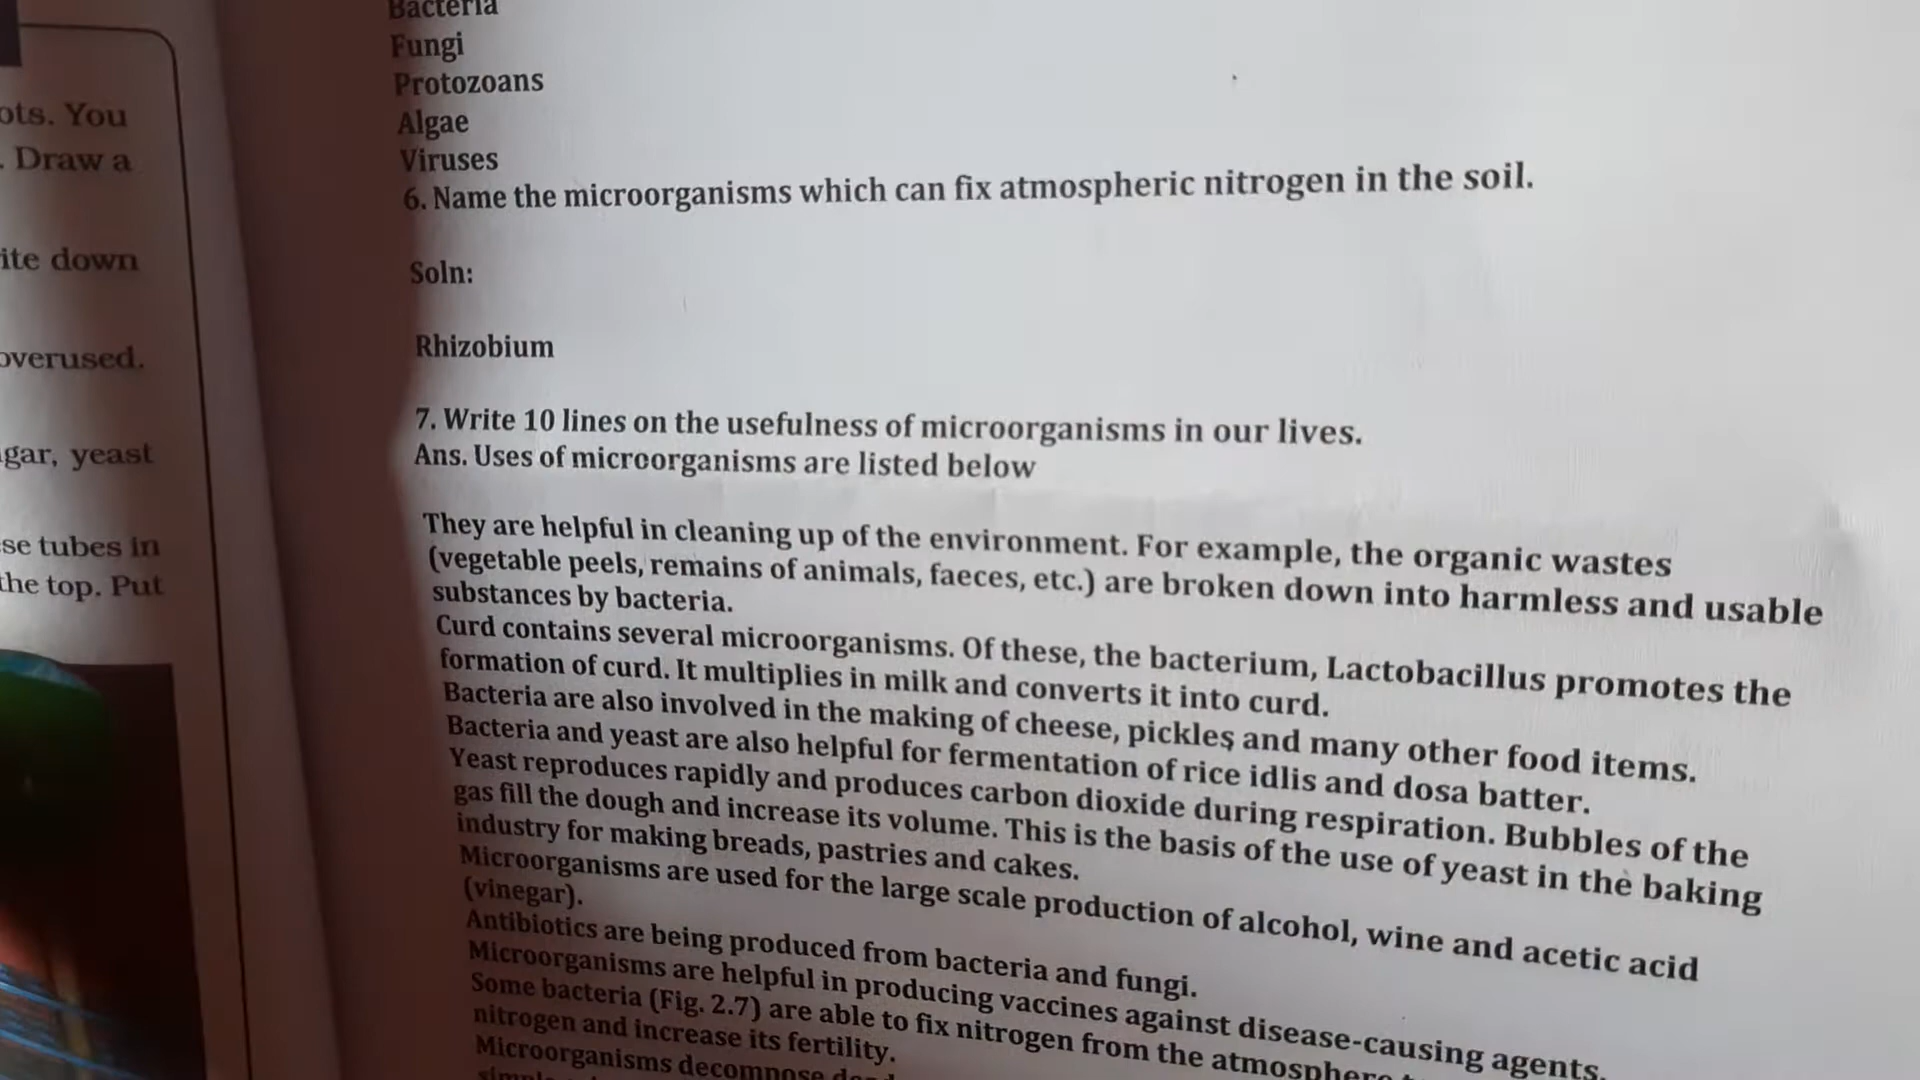 Bacteria
Fungi
Protozoans
Algae
Viruses
6. Name the microorganisms which can fix atmospheric nitrogen in the soil.
Soln:
Rhizobium
7. Write 10 lines on the usefulness of microorganisms in our lives.
Ans. Uses of microorganisms are listed below
They are helpful in cleaning up of the environment. For example, the organic wastes
(vegetable peels, remains of animals, faeces, etc.) are broken down into harmless and usable
substances by bacteria.
Curd contains several microorganisms. Of these, the bacterium, Lactobacillus promotes the
formation of curd. It multiplies in milk and converts it into curd.
Bacteria are also involved in the making of cheese, pickles and many other food items.
Bacteria and yeast are also helpful for fermentation of rice idlis and dosa batter.
Yeast reproduces rapidly and produces carbon dioxide during respiration. Bubbles of the
gas fill the dough and increase its volume. This is the basis of the use of yeast in the baking
industry for making breads, pastries and cakes.
Microorganisms are used for the large scale production of alcohol, wine and acetic acid
(vinegar).
Antibiotics are being produced from bacteria and fungi.
Microorganisms are helpful in producing vaccines against disease-causing agents.
Some bacteria (Fig. 2.7) are able to fix nitrogen from the atmosphere
nitrogen and increase its fertility.
Microorganisms decompose
You
. Draw a
down
overused.
yeast
tubes in
the top. Put